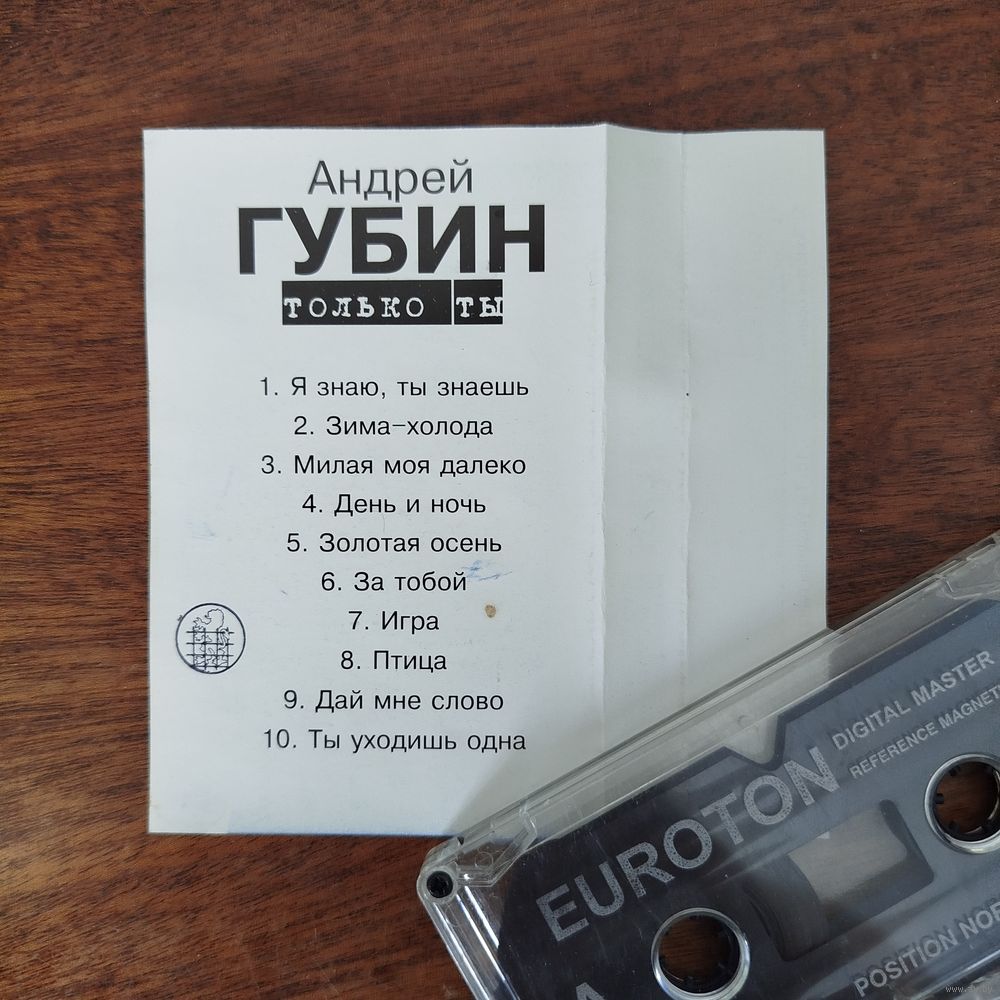 Андрей
ГУБИН
только ты
1. Я знаю, ты знаешь
2. Зима-холода
3. Милая моя далеко
4. День и ночь
5. Золотая осень
6. За тобой
7. Игра
8. Птица
9. Дай мне слово
10. Ты уходишь одна
EUROTON
DIGITAL MASTER
REFERENCE MAGNET
POSITION NOR
A